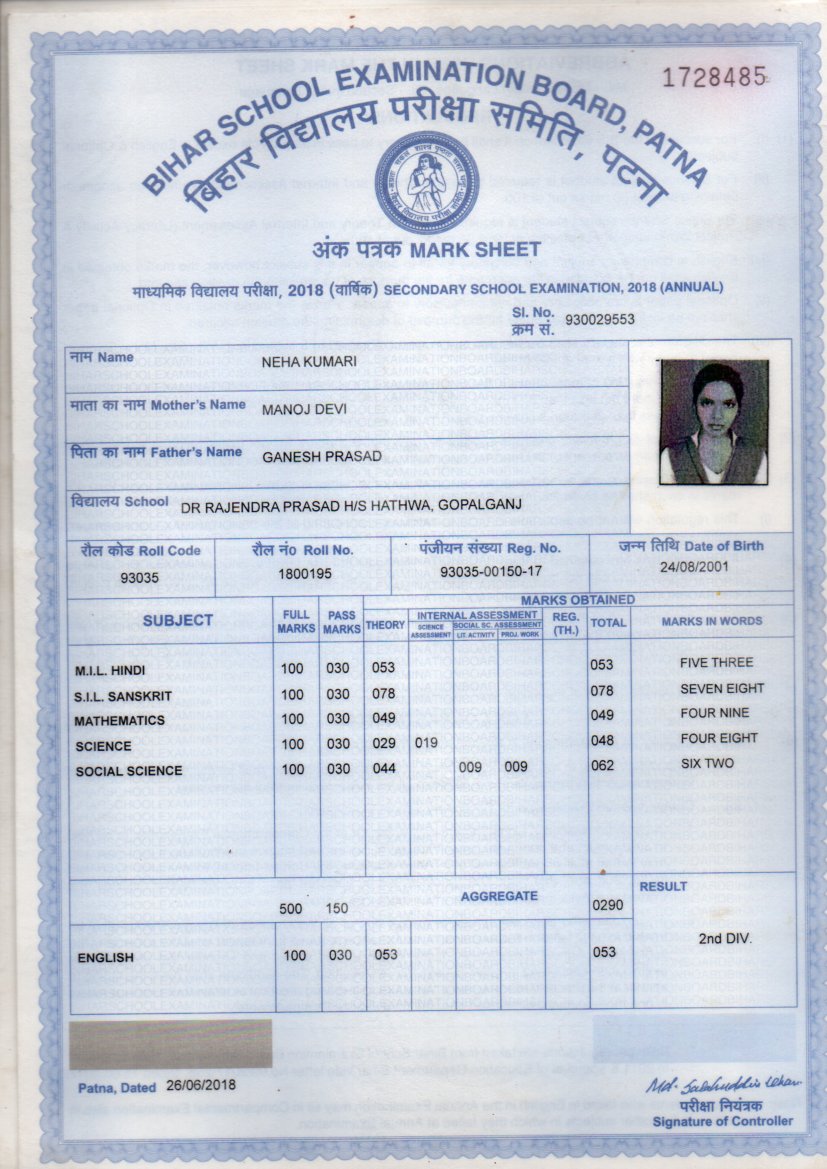 1728485
BIHAR SCHOOL EXAMINATION BOARD, PATNA
बिहार विद्यालय परीक्षा समिति, पटना
अंक पत्रक MARK SHEET
माध्यमिक विद्यालय परीक्षा, 2018 (वार्षिक) SECONDARY SCHOOL EXAMINATION, 2018 (ANNUAL)
Sl. No. 930029553
क्रम सं.
नाम Name NEHA KUMARI
माता का नाम Mother's Name MANOJ DEVI
पिता का नाम Father's Name GANESH PRASAD
विद्यालय School DR RAJENDRA PRASAD H/S HATHWA, GOPALGANJ
रौल कोड Roll Code रौल नं० Roll No. पंजीयन संख्या Reg. No. जन्म तिथि Date of Birth
93035 1800195 93035-00150-17 24/08/2001
MARKS OBTAINED
SUBJECT FULL MARKS PASS MARKS THEORY INTERNAL ASSESSMENT REG. (TH.) TOTAL MARKS IN WORDS
SCIENCE ASSESSMENT SOCIAL SC. ASSESSMENT
LIT. ACTIVITY PROJ. WORK
M.I.L. HINDI 100 030 053 053 FIVE THREE
S.I.L. SANSKRIT 100 030 078 078 SEVEN EIGHT
MATHEMATICS 100 030 049 049 FOUR NINE
SCIENCE 100 030 029 019 048 FOUR EIGHT
SOCIAL SCIENCE 100 030 044 009 009 062 SIX TWO
500 150 AGGREGATE 0290 RESULT
2nd DIV.
ENGLISH 100 030 053 053
Patna, Dated 26/06/2018
परीक्षा नियंत्रक
Signature of Controller